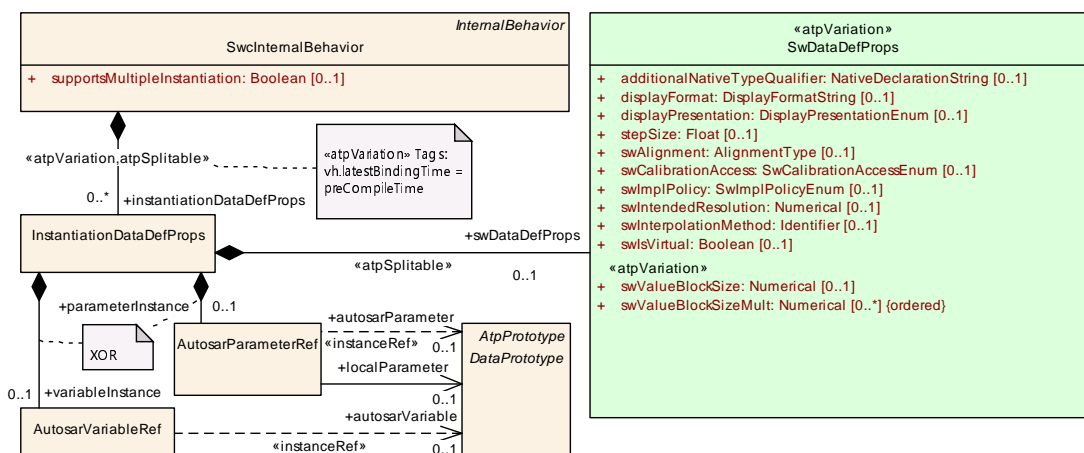 InternalBehavior
SwcInternalBehavior
+ supportsMultipleInstantiation: Boolean [0..1]
«atpVariation»
SwDataDefProps
+ additionalNativeTypeQualifier: NativeDeclarationString [0..1]
+ displayFormat: DisplayFormatString [0..1]
+ displayPresentation: DisplayPresentationEnum [0..1]
+ stepSize: Float [0..1]
+ swAlignment: AlignmentType [0..1]
+ swCalibrationAccess: SwCalibrationAccessEnum [0..1]
+ swImplPolicy: SwImplPolicyEnum [0..1]
+ swIntendedResolution: Numerical [0..1]
+ swInterpolationMethod: Identifier [0..1]
+ swIsVirtual: Boolean [0..1]
«atpVariation»
+ swValueBlockSize: Numerical [0..1]
+ swValueBlockSizeMult: Numerical [0..*] {ordered}
«atpVariation,atpSplitable»
«atpVariation» Tags:
vh.latestBindingTime =
preCompileTime
0..*
+instantiationDataDefProps
InstantiationDataDefProps
+swDataDefProps
«atpSplitable»
0..1
+parameterInstance
0..1
XOR
AutosarParameterRef
+autosarParameter
«instanceRef»
0..1
+localParameter
0..1
AtpPrototype
DataPrototype
0..1
+variableInstance
AutosarVariableRef
+autosarVariable
«instanceRef»
0..1